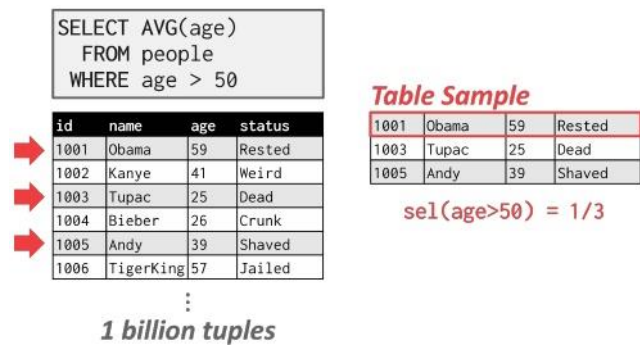 SELECT AVG(age)
FROM people
WHERE age > 50
id name age status
1001 Obama 59 Rested
1002 Kanye 41 Weird
1003 Tupac 25 Dead
1004 Bieber 26 Crunk
1005 Andy 39 Shaved
1006 TigerKing 57 Jailed
⋮
1 billion tuples
Table Sample
1001 Obama 59 Rested
1003 Tupac 25 Dead
1005 Andy 39 Shaved
sel(age>50) = 1/3